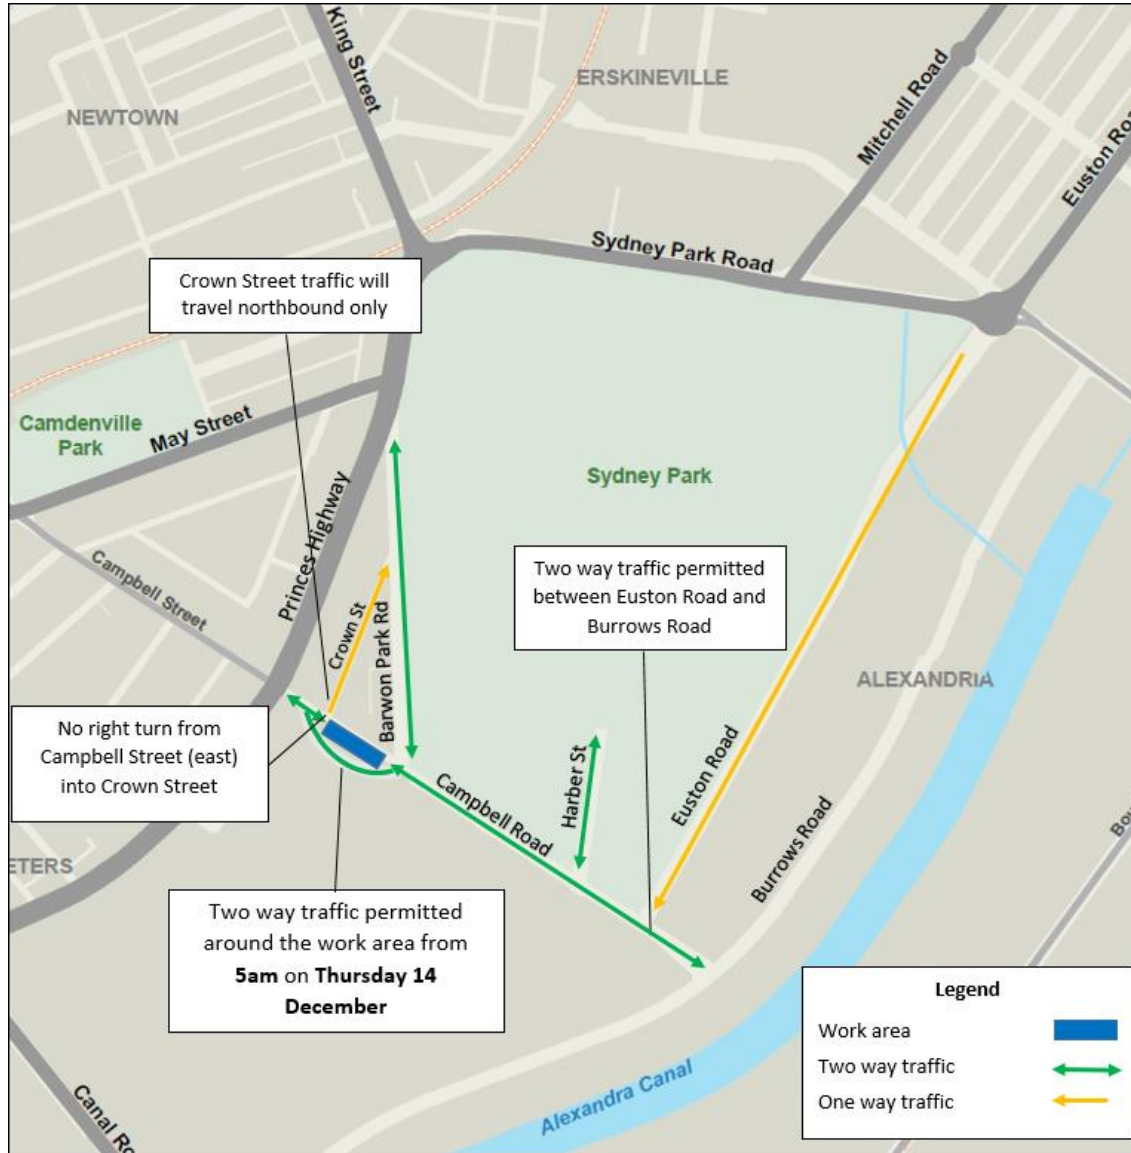 King Street
ERSKINEVILLE
NEWTOWN
Mitchell Road
Euston Roa
Sydney Park Road
Crown Street traffic will
travel northbound only
Camdenville
Park
May Street
Sydney Park
Princes Highway
Campbell Street
Two way traffic permitted
between Euston Road and
Burrows Road
Crown St
Barwon Park Rd
ALEXANDRIA
No right turn from
Campbell Street (east)
into Crown Street
Campbell Road
Harber St
Euston Road
Burrows Road
Bou
ETERS
Two way traffic permitted
around the work area from
5am on Thursday 14
December
Legend
Work area
Two way traffic
One way traffic
Alexandra Canal
Canal Ro